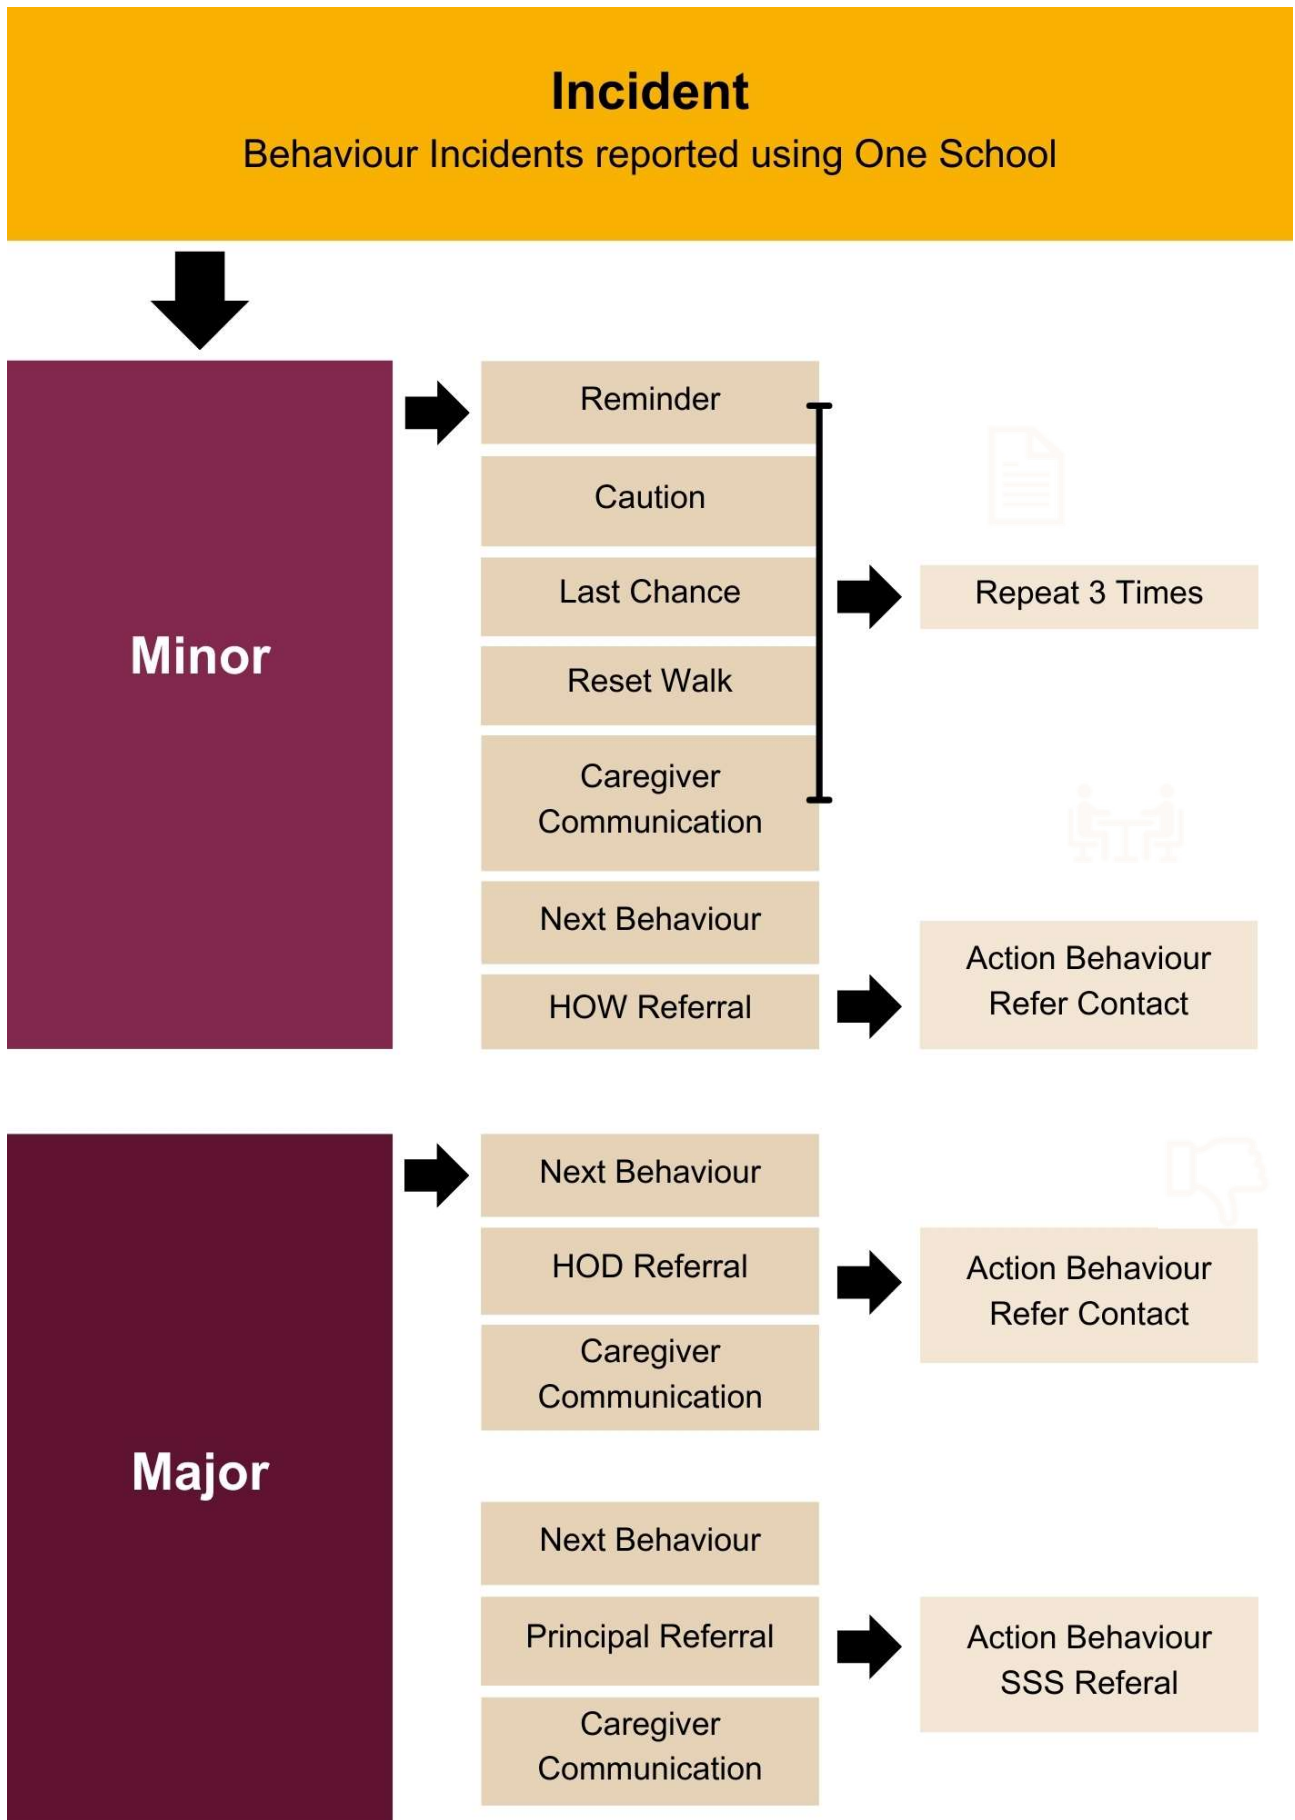 Incident
Behaviour Incidents reported using One School
Minor
Reminder
Caution
Last Chance
Reset Walk
Caregiver
Communication
Repeat 3 Times
Next Behaviour
HOW Referral
Action Behaviour
Refer Contact
Major
Next Behaviour
HOD Referral
Caregiver
Communication
Action Behaviour
Refer Contact
Next Behaviour
Principal Referral
Caregiver
Communication
Action Behaviour
SSS Referal